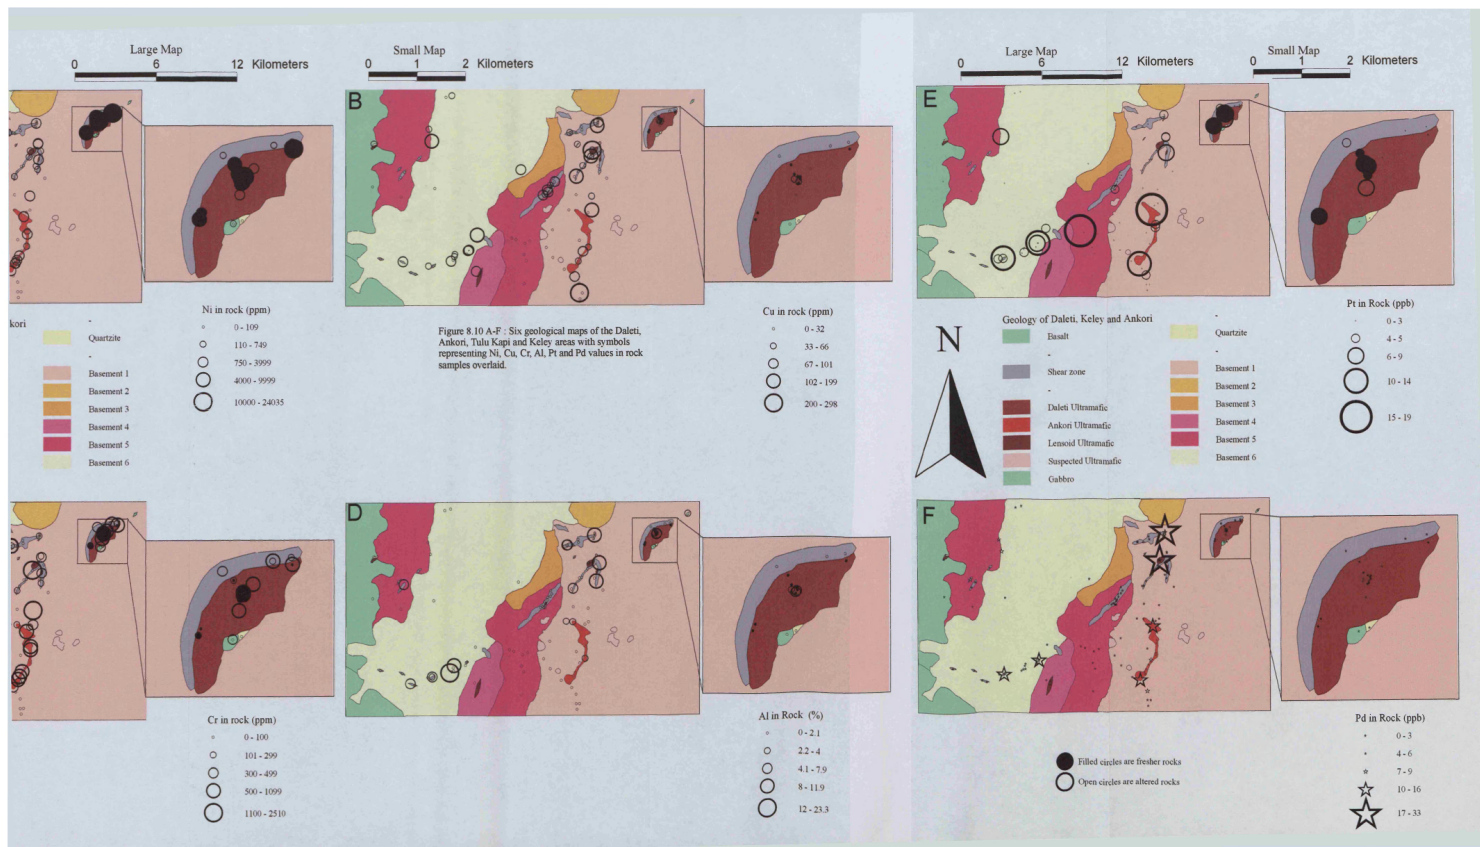 Large Map
0 6 12 Kilometers
Small Map
0 1 2 Kilometers
Large Map
0 6 12 Kilometers
Small Map
0 1 2 Kilometers
B
E
Ni in rock (ppm)
0 - 109
110 - 749
750 - 3999
4000 - 9999
10000 - 24035
kori
-
Quartzite
-
Basement 1
Basement 2
Basement 3
Basement 4
Basement 5
Basement 6
Figure 8.10 A-F : Six geological maps of the Daleti,
Ankori, Tulu Kapi and Keley areas with symbols
representing Ni, Cu, Cr, Al, Pt and Pd values in rock
samples overlaid.
Cu in rock (ppm)
0 - 32
33 - 66
67 - 101
102 - 199
200 - 298
N
Geology of Daleti, Keley and Ankori
Basalt
-
Shear zone
-
Daleti Ultramafic
Ankori Ultramafic
Lensoid Ultramafic
Suspected Ultramafic
Gabbro
-
Quartzite
-
Basement 1
Basement 2
Basement 3
Basement 4
Basement 5
Basement 6
Pt in Rock (ppb)
0 - 3
4 - 5
6 - 9
10 - 14
15 - 19
D
F
Cr in rock (ppm)
0 - 100
101 - 299
300 - 499
500 - 1099
1100 - 2510
Al in Rock (%)
0 - 2.1
2.2 - 4
4.1 - 7.9
8 - 11.9
12 - 23.3
Filled circles are fresher rocks
Open circles are altered rocks
Pd in Rock (ppb)
0 - 3
4 - 6
7 - 9
10 - 16
17 - 33